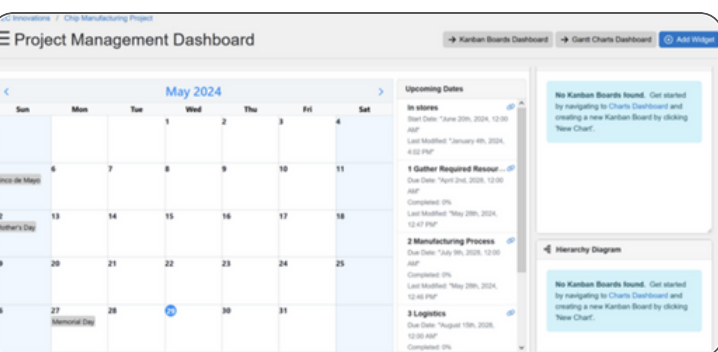 Innovations / Chip Manufacturing Project
Project Management Dashboard
→ Kanban Boards Dashboard
→ Gantt Charts Dashboard
Add Widget
< May 2024 >
Sun Mon Tue Wed Thu Fri Sat
1 2 3 4
6 7 8 9 10 11
de Mayo
13 14 15 16 17 18
Mother's Day
20 21 22 23 24 25
27 28 29 30 31
Memorial Day
Upcoming Dates
In stores
Start Date: "June 20th, 2024, 12:00
AM"
Last Modified: "January 4th, 2024,
4:02 PM"
1 Gather Required Resour...
Due Date: "April 2nd, 2028, 12:00
AM"
Completed: 0%
Last Modified: "May 28th, 2024,
12:47 PM"
2 Manufacturing Process
Due Date: "July 9th, 2028, 12:00
AM"
Completed: 0%
Last Modified: "May 28th, 2024,
12:46 PM"
3 Logistics
Due Date: "August 15th, 2028,
12:00 AM"
Completed: 0%
No Kanban Boards found. Get started
by navigating to Charts Dashboard and
creating a new Kanban Board by clicking
'New Chart'.
Hierarchy Diagram
No Kanban Boards found. Get started
by navigating to Charts Dashboard and
creating a new Kanban Board by clicking
'New Chart'.